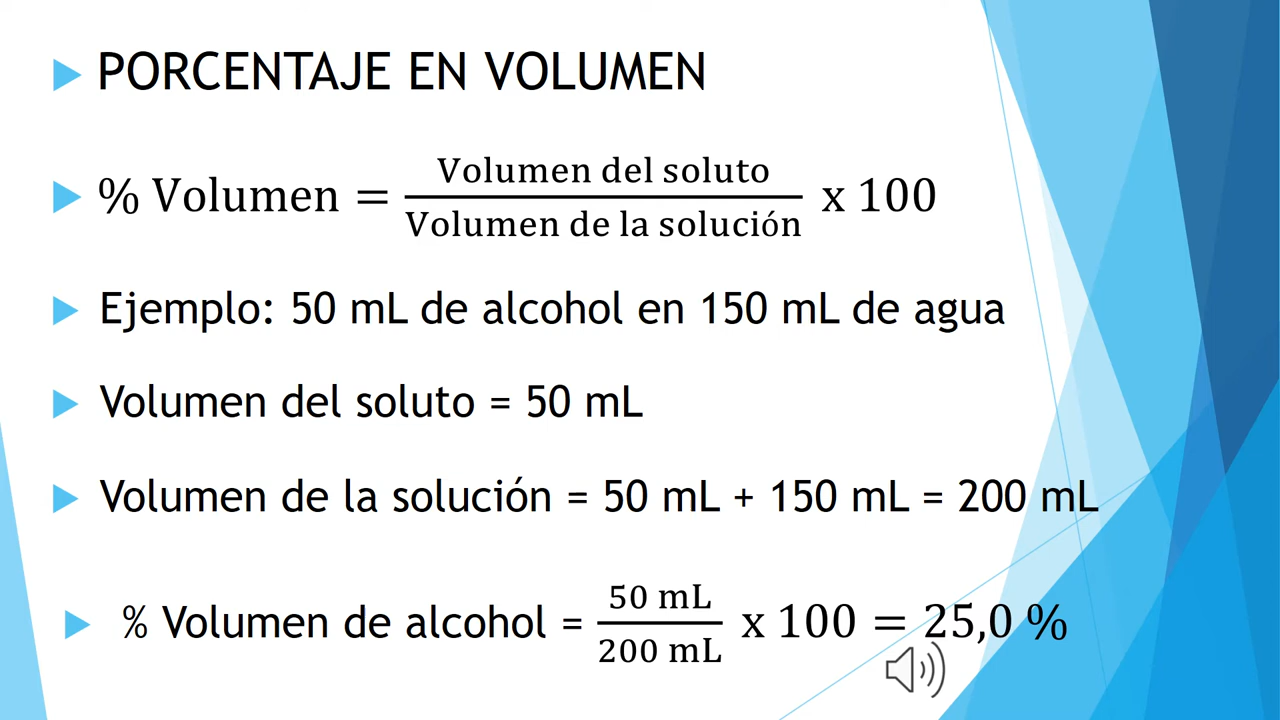 PORCENTAJE EN VOLUMEN
% Volumen = Volumen del soluto / Volumen de la solución x 100
Ejemplo: 50 mL de alcohol en 150 mL de agua
Volumen del soluto = 50 mL
Volumen de la solución = 50 mL + 150 mL = 200 mL
% Volumen de alcohol = 50 mL / 200 mL x 100 = 25,0 %